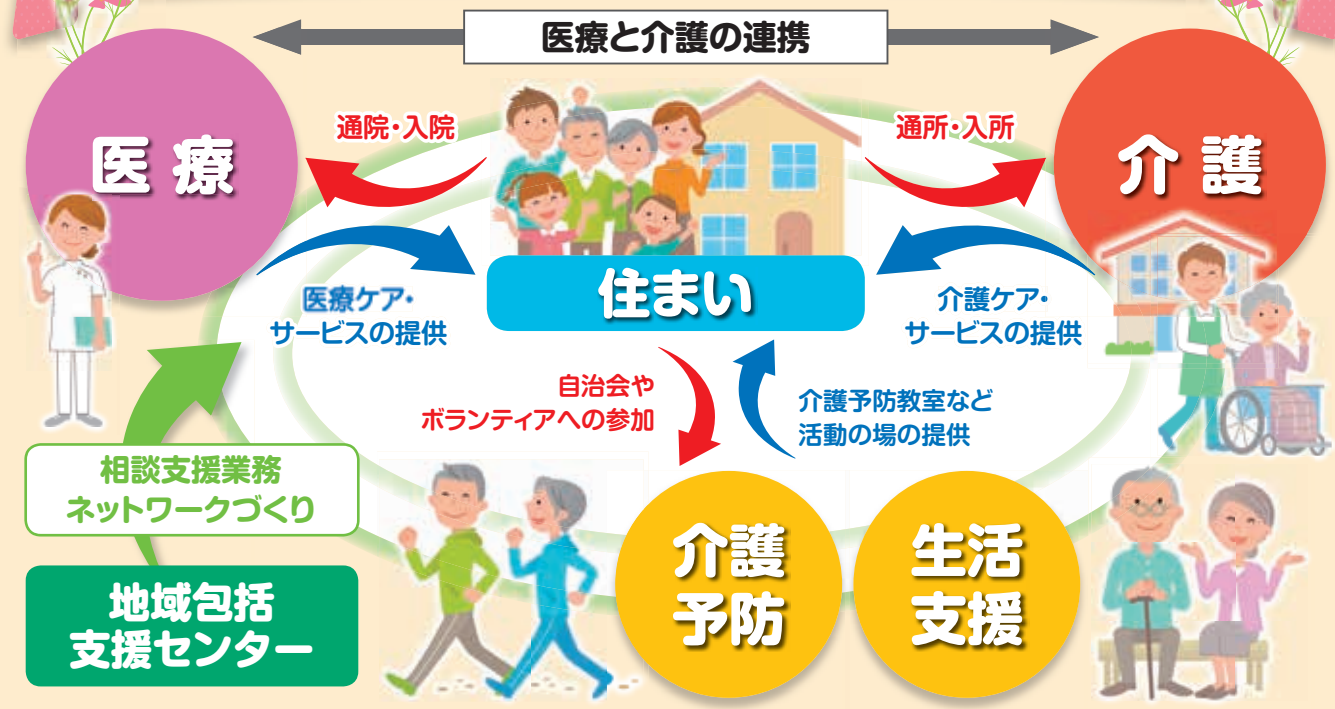 医療と介護の連携
医療
通院・入院
通所・入所
介護
住まい
医療ケア・
サービスの提供
介護ケア・
サービスの提供
自治会や
ボランティアへの参加
介護予防教室など
活動の場の提供
相談支援業務
ネットワークづくり
地域包括
支援センター
介護
予防
生活
支援